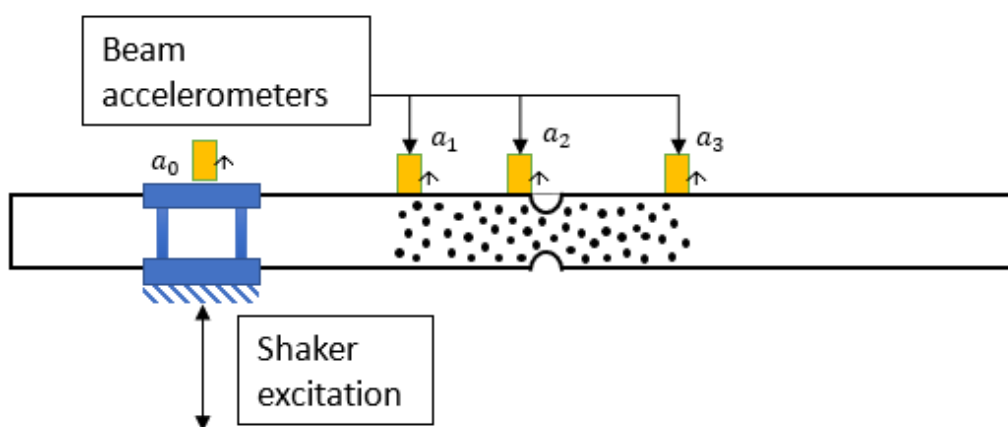 Beam
accelerometers
a₀
a₁
a₂
a₃
Shaker
excitation